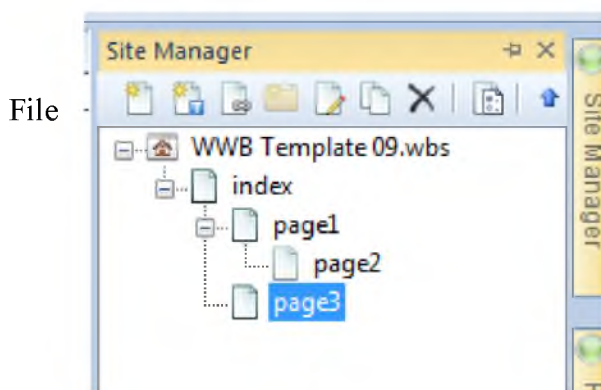 Site Manager
File
Site Manager
WWB Template 09.wbs
index
page1
page2
page3